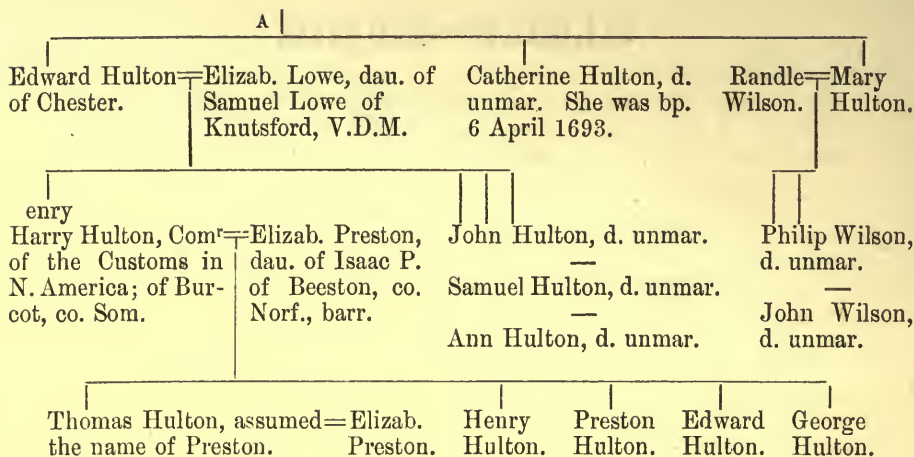 A
Edward Hulton=Elizab. Lowe, dau. of
of Chester. Samuel Lowe of
Knutsford, V.D.M.
Catherine Hulton, d.
unmar. She was bp.
6 April 1693.
Randle=Mary
Wilson. Hulton.
enry
Harry Hulton, Comr=Elizab. Preston,
of the Customs in dau. of Isaac P.
N. America; of Bur- of Beeston, co.
cot, co. Som. Norf., barr.
John Hulton, d. unmar.
—
Samuel Hulton, d. unmar.
—
Ann Hulton, d. unmar.
Philip Wilson,
d. unmar.
—
John Wilson,
d. unmar.
Thomas Hulton, assumed=Elizab.
the name of Preston. Preston.
Henry
Hulton.
Preston
Hulton.
Edward
Hulton.
George
Hulton.